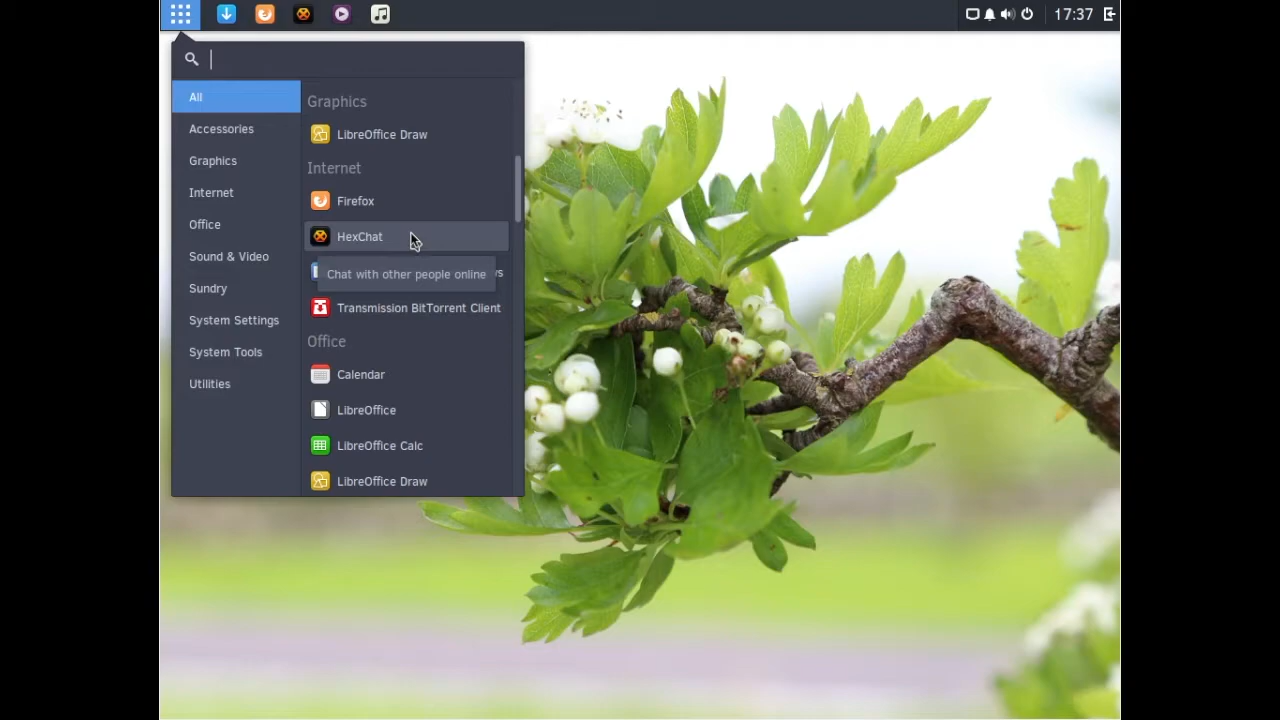 17:37
All
Accessories
Graphics
Internet
Office
Sound & Video
Sundry
System Settings
System Tools
Utilities
Graphics
LibreOffice Draw
Internet
Firefox
HexChat
Chat with other people online
Transmission BitTorrent Client
Office
Calendar
LibreOffice
LibreOffice Calc
LibreOffice Draw